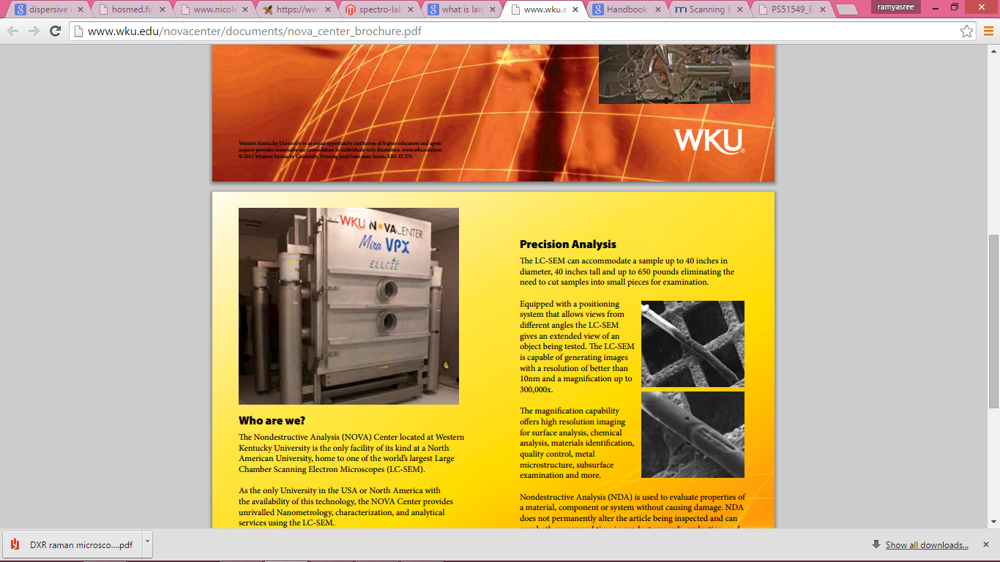 dispersive
hosmed.fi/
www.nicole
https://ww
spectro-lab
what is larg
www.wku.e
Handbook
Scanning E
PS51549_E
ramyasree
www.wku.edu/novacenter/documents/nova_center_brochure.pdf
Western Kentucky University is an equal opportunity institution of higher education and upon
request provides reasonable accommodation to individuals with disabilities. www.wku.edu/eoo
© 2011 Western Kentucky University. Printing paid from state funds, KRS 57.375.
WKU®
WKU NOVACENTER
Mira VPX
ELLCIE
Who are we?
The Nondestructive Analysis (NOVA) Center located at Western
Kentucky University is the only facility of its kind at a North
American University, home to one of the world's largest Large
Chamber Scanning Electron Microscopes (LC-SEM).
As the only University in the USA or North America with
the availability of this technology, the NOVA Center provides
unrivalled Nanometrology, characterization, and analytical
services using the LC-SEM.
Precision Analysis
The LC-SEM can accommodate a sample up to 40 inches in
diameter, 40 inches tall and up to 650 pounds eliminating the
need to cut samples into small pieces for examination.
Equipped with a positioning
system that allows views from
different angles the LC-SEM
gives an extended view of an
object being tested. The LC-SEM
is capable of generating images
with a resolution of better than
10nm and a magnification up to
300,000x.
The magnification capability
offers high resolution imaging
for surface analysis, chemical
analysis, materials identification,
quality control, metal
microstructure, subsurface
examination and more.
Nondestructive Analysis (NDA) is used to evaluate properties of
a material, component or system without causing damage. NDA
does not permanently alter the article being inspected and can
DXR raman microsco....pdf
Show all downloads...